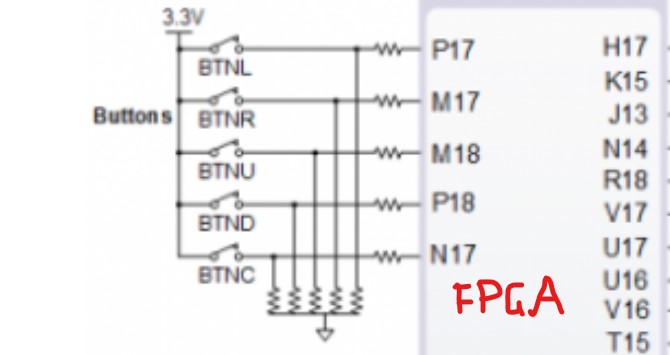 3.3V
BTNL
BTNR
Buttons
BTNU
BTND
BTNC
P17
M17
M18
P18
N17
FPGA
H17
K15
J13
N14
R18
V17
U17
U16
V16
T15